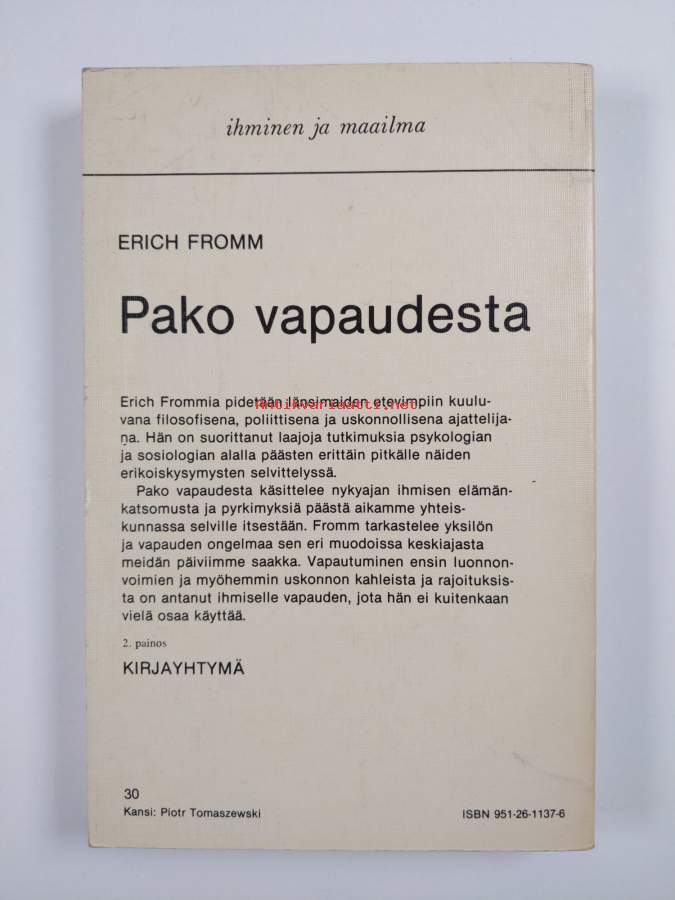 ihminen ja maailma
ERICH FROMM
Pako vapaudesta
Erich Frommia pidetään länsimaiden etevimpiin kuulu-
Antikvariaatti.net
vana filosofisena, poliittisena ja uskonnollisena ajattelija-
na. Hän on suorittanut laajoja tutkimuksia psykologian
ja sosiologian alalla päästen erittäin pitkälle näiden
erikoiskysymysten selvittelyssä.
Pako vapaudesta käsittelee nykyajan ihmisen elämän-
katsomusta ja pyrkimyksiä päästä aikamme yhteis-
kunnassa selville itsestään. Fromm tarkastelee yksilön
ja vapauden ongelmaa sen eri muodoissa keskiajasta
meidän päiviimme saakka. Vapautuminen ensin luonnon-
voimien ja myöhemmin uskonnon kahleista ja rajoituksis-
ta on antanut ihmiselle vapauden, jota hän ei kuitenkaan
vielä osaa käyttää.
2. painos
KIRJAYHTYMÄ
30
Kansi: Piotr Tomaszewski
ISBN 951-26-1137-6